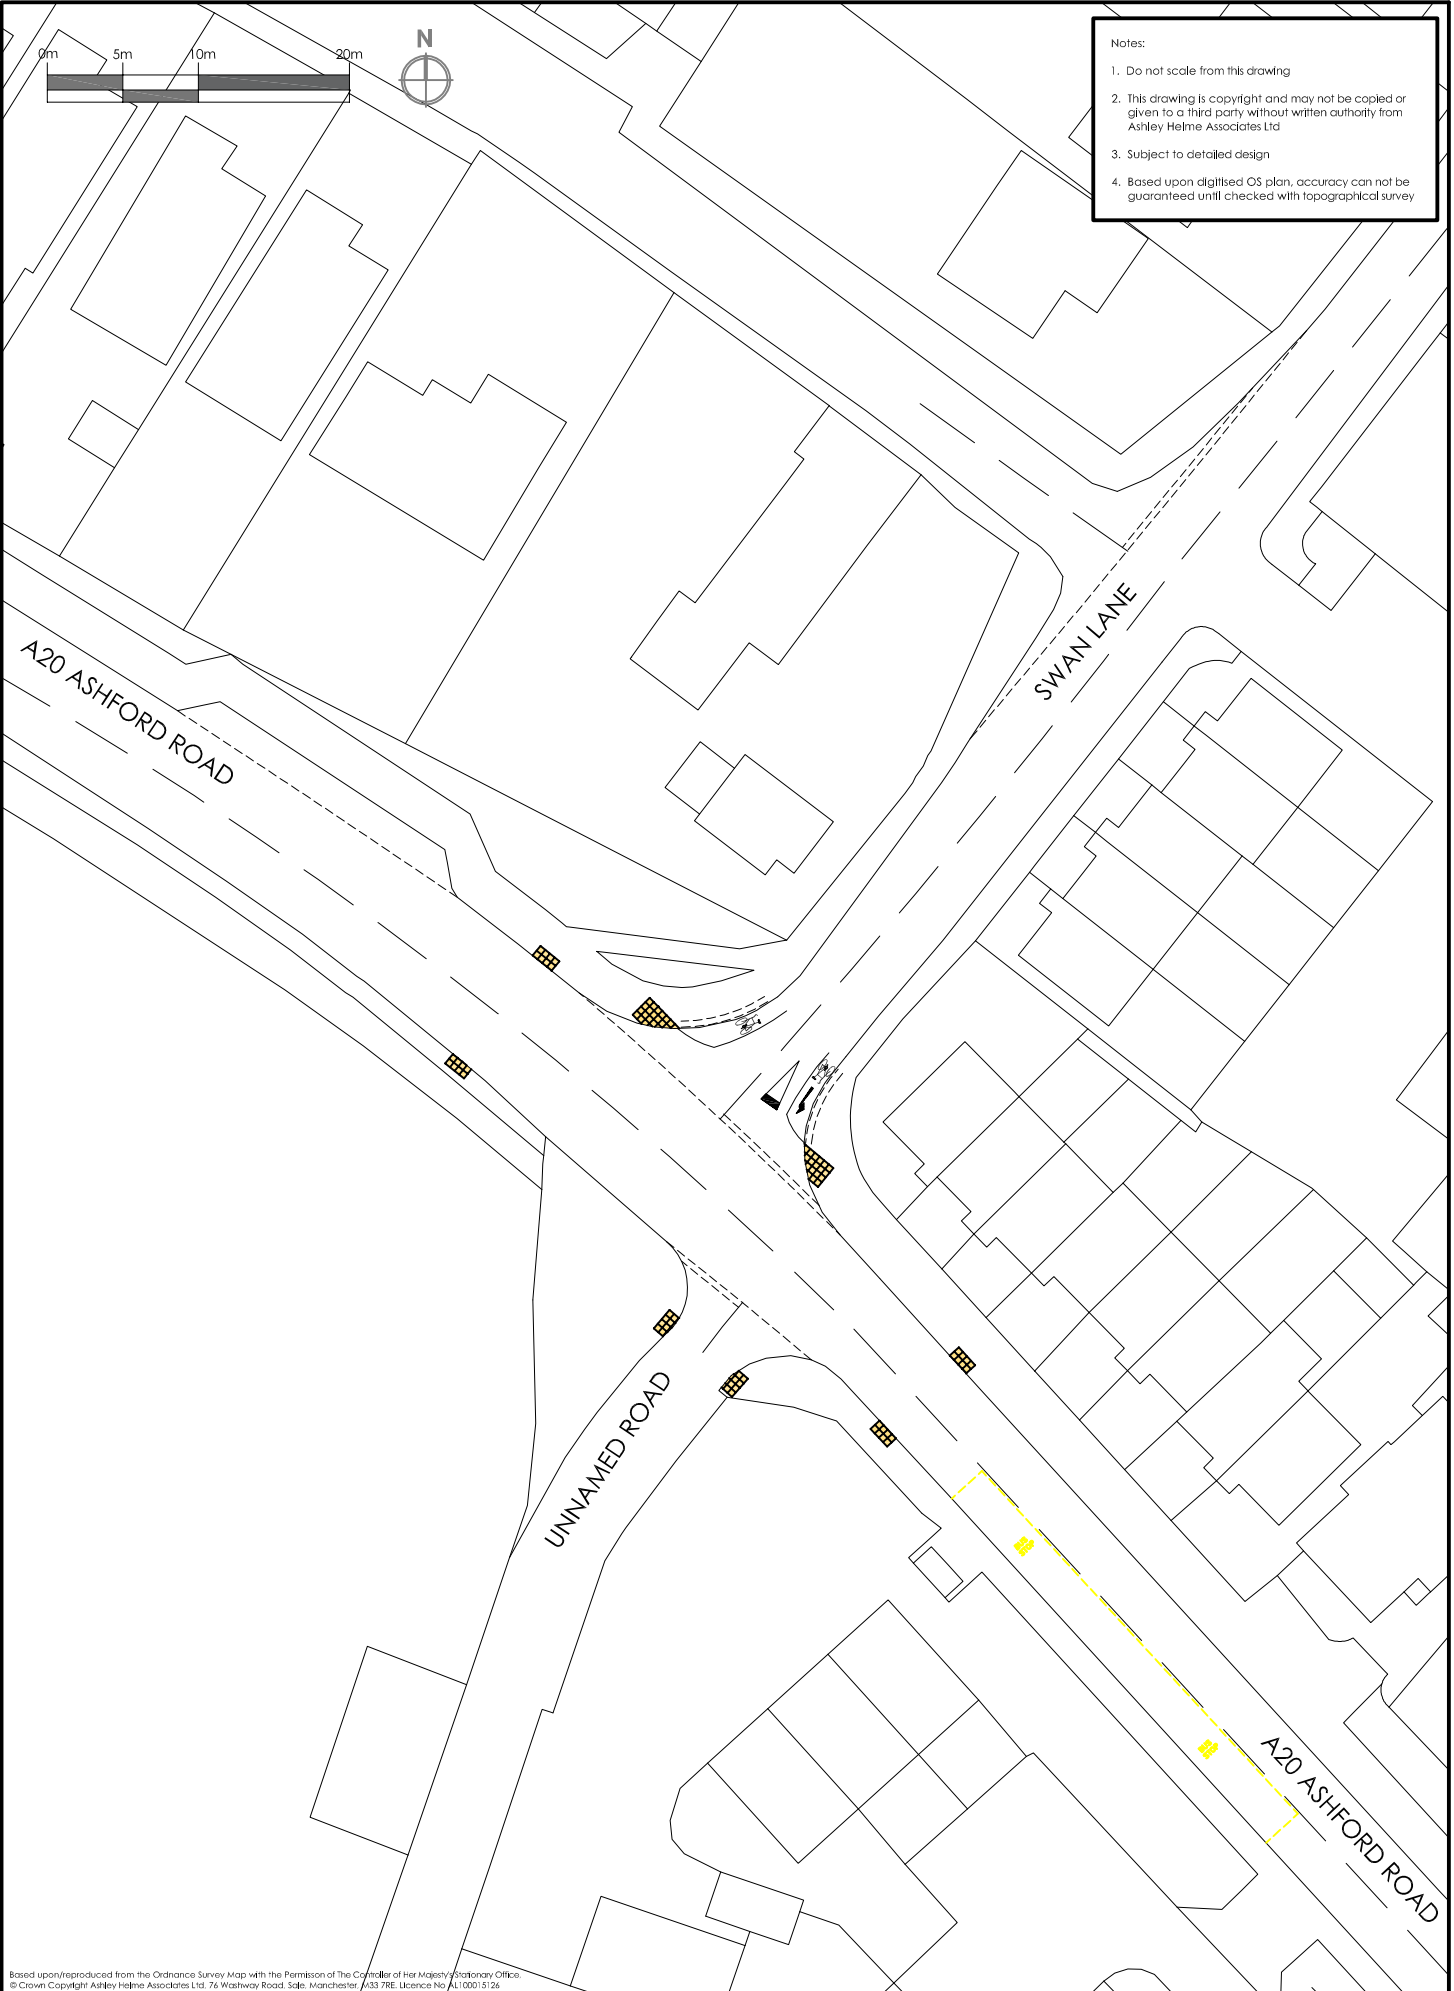 0m 5m 10m 20m
N
Notes:
1. Do not scale from this drawing
2. This drawing is copyright and may not be copied or
given to a third party without written authority from
Ashley Helme Associates Ltd
3. Subject to detailed design
4. Based upon digitised OS plan, accuracy can not be
guaranteed until checked with topographical survey
SWAN LANE
A20 ASHFORD ROAD
UNNAMED ROAD
A20 ASHFORD ROAD
Based upon/reproduced from the Ordnance Survey Map with the Permisson of The Controller of Her Majesty's Stationary Office.
© Crown Copyright Ashley Helme Associates Ltd, 76 Washway Road, Sale, Manchester, M33 7RE. Licence No AL100015126